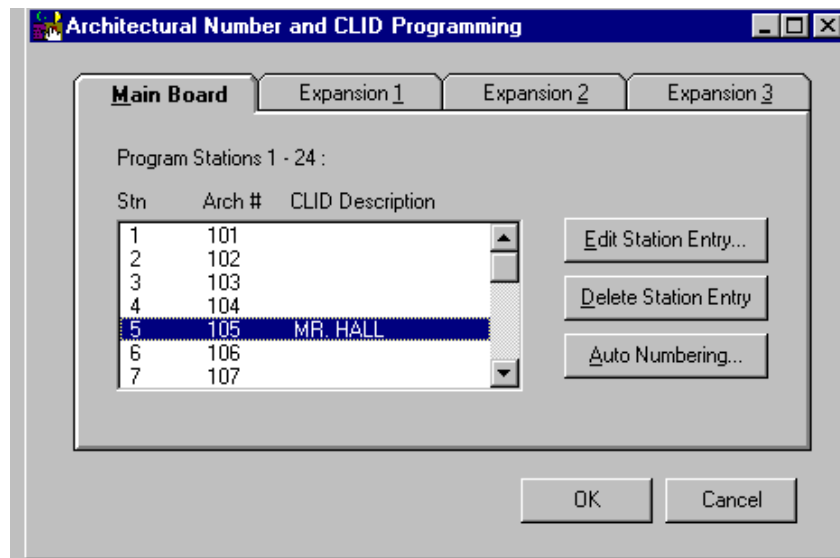 Architectural Number and CLID Programming
Main Board Expansion 1 Expansion 2 Expansion 3
Program Stations 1 - 24 :
Stn Arch # CLID Description
1 101
2 102
3 103
4 104
5 105 MR. HALL
6 106
7 107
Edit Station Entry...
Delete Station Entry
Auto Numbering...
OK Cancel